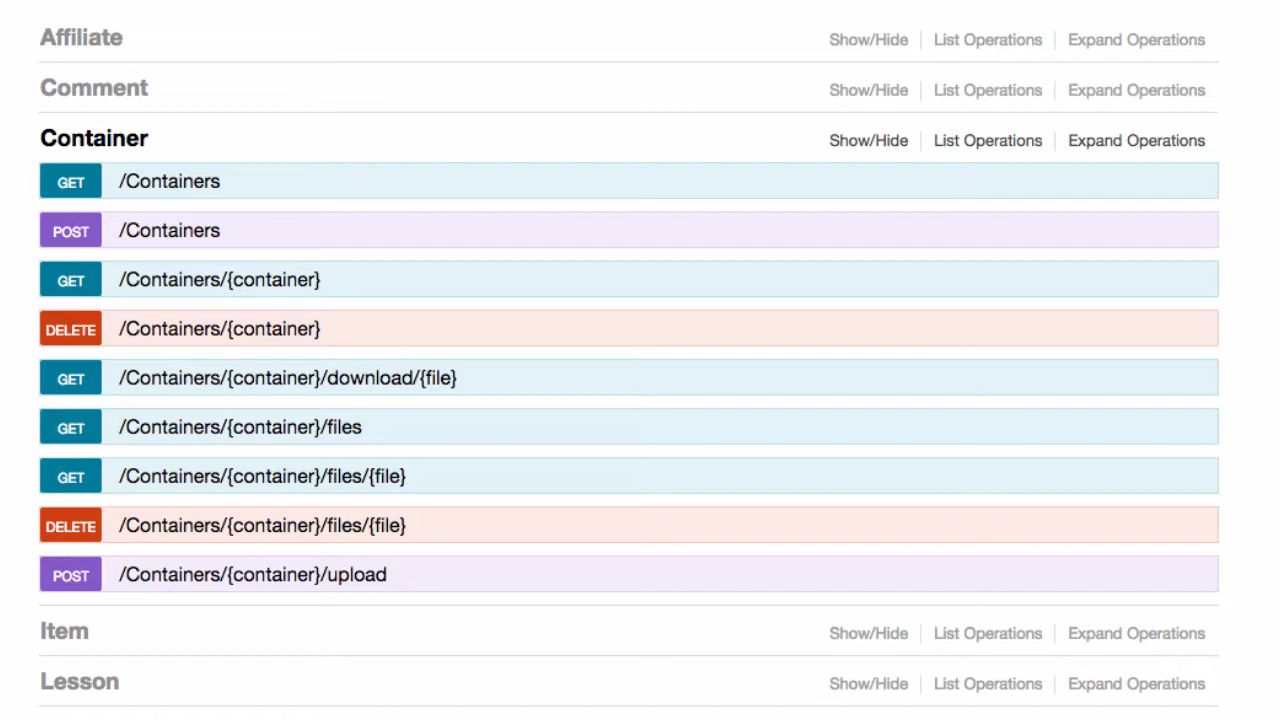 Affiliate Show/Hide List Operations Expand Operations
Comment Show/Hide List Operations Expand Operations
Container Show/Hide List Operations Expand Operations
GET /Containers
POST /Containers
GET /Containers/{container}
DELETE /Containers/{container}
GET /Containers/{container}/download/{file}
GET /Containers/{container}/files
GET /Containers/{container}/files/{file}
DELETE /Containers/{container}/files/{file}
POST /Containers/{container}/upload
Item Show/Hide List Operations Expand Operations
Lesson Show/Hide List Operations Expand Operations